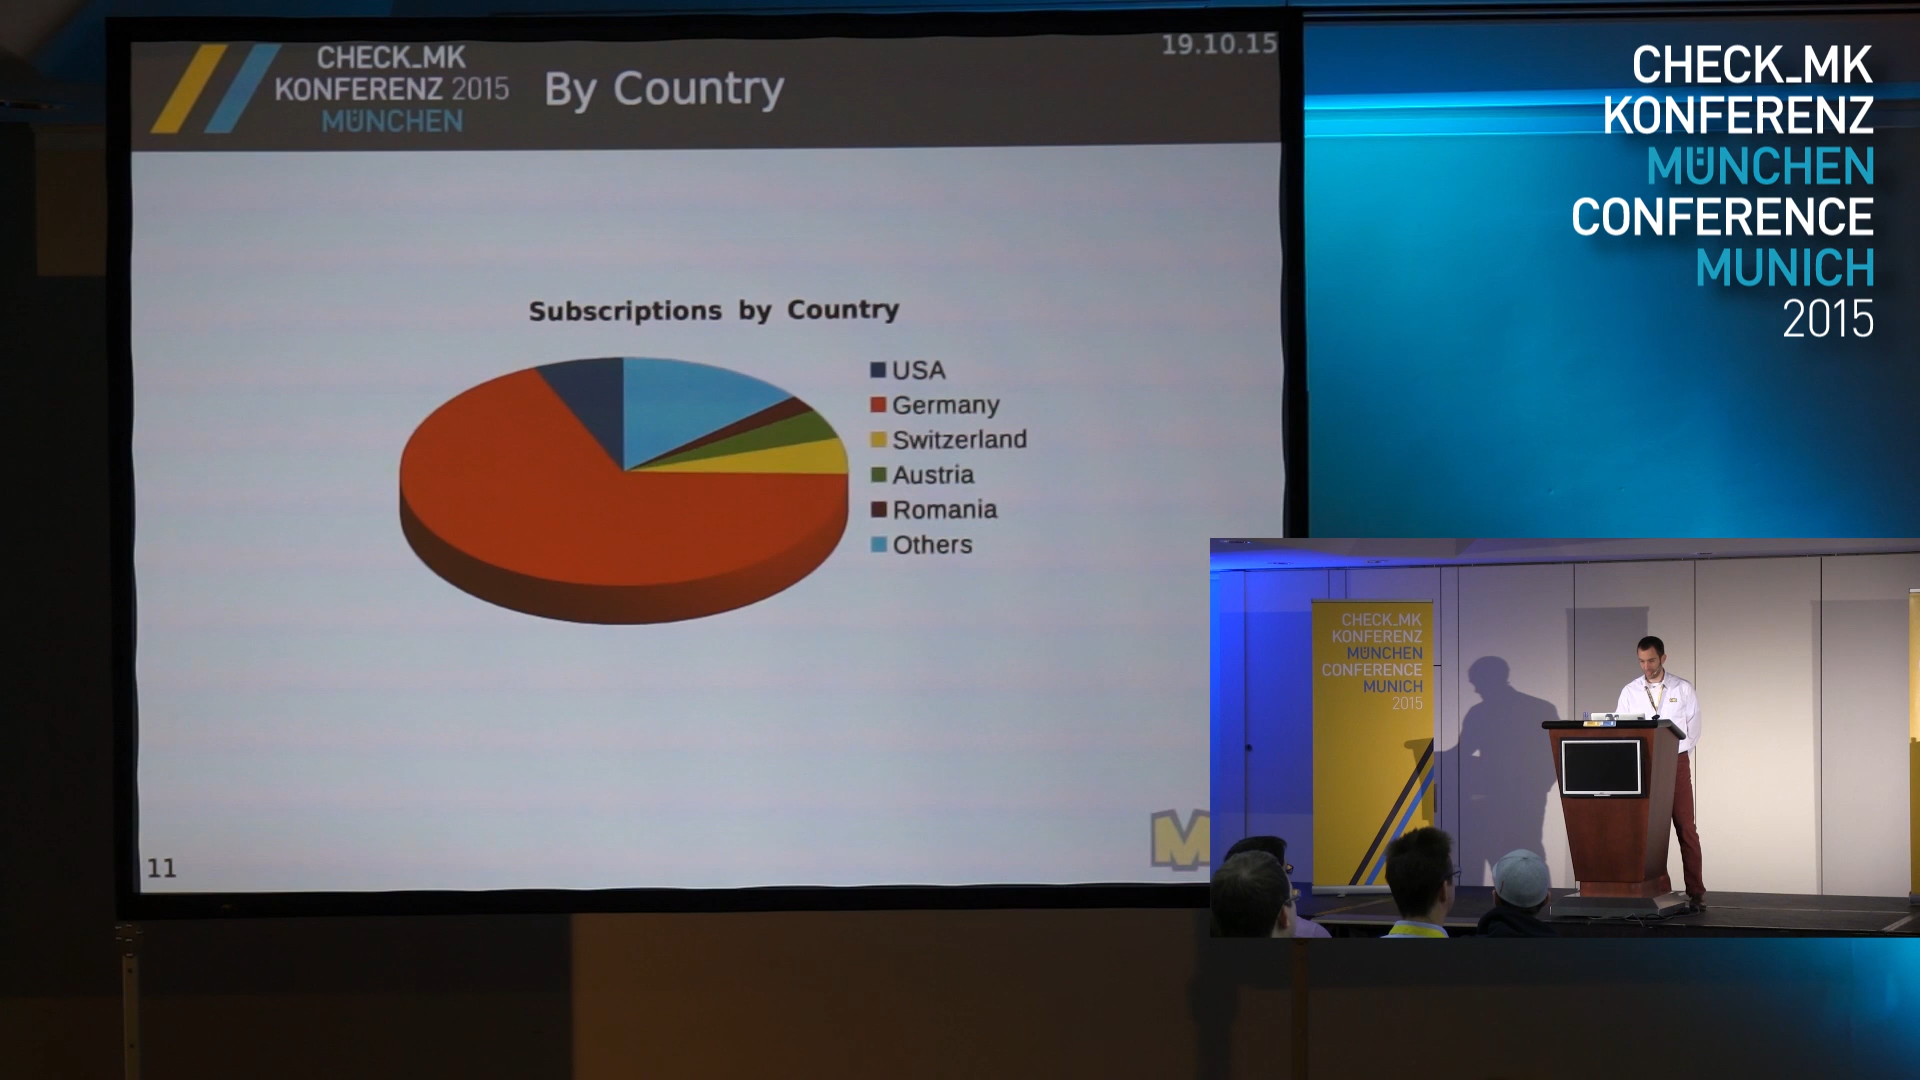 CHECK_MK
KONFERENZ 2015
MÜNCHEN
By Country
19.10.15
Subscriptions by Country
USA
Germany
Switzerland
Austria
Romania
Others
11
M
CHECK_MK
KONFERENZ
MÜNCHEN
CONFERENCE
MUNICH
2015
CHECK_MK
KONFERENZ
MÜNCHEN
CONFERENCE
MUNICH
2015